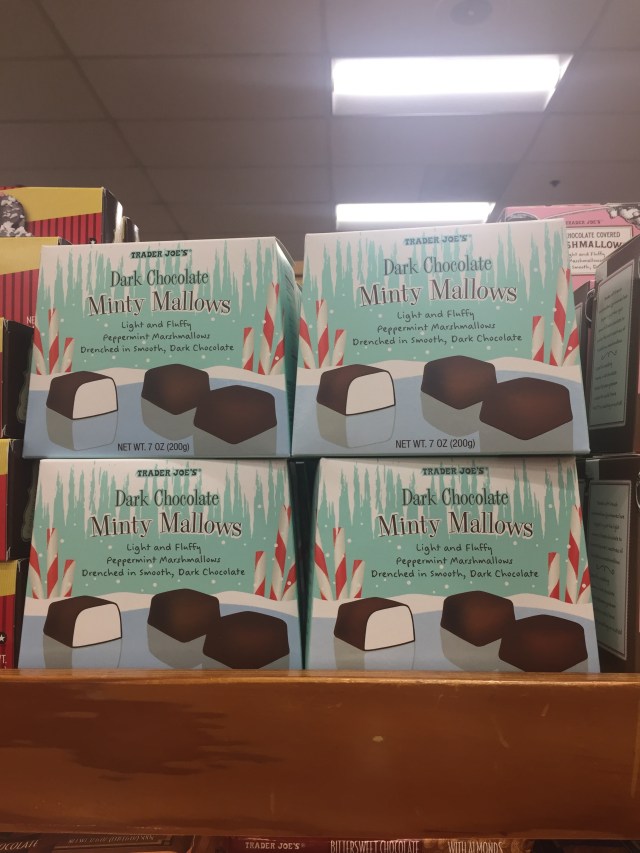 TRADER JOE'S
Dark Chocolate
Minty Mallows
Light and Fluffy
Peppermint Marshmallows
Drenched in Smooth, Dark Chocolate
NET WT. 7 OZ (200g)
TRADER JOE'S
Dark Chocolate
Minty Mallows
Light and Fluffy
Peppermint Marshmallows
Drenched in Smooth, Dark Chocolate
NET WT. 7 OZ (200g)
TRADER JOE'S
Dark Chocolate
Minty Mallows
Light and Fluffy
Peppermint Marshmallows
Drenched in Smooth, Dark Chocolate
TRADER JOE'S
Dark Chocolate
Minty Mallows
Light and Fluffy
Peppermint Marshmallows
Drenched in Smooth, Dark Chocolate
COVERED
TRADER JOE'S BITTERSWEET CHOCOLATE WITH ALMONDS